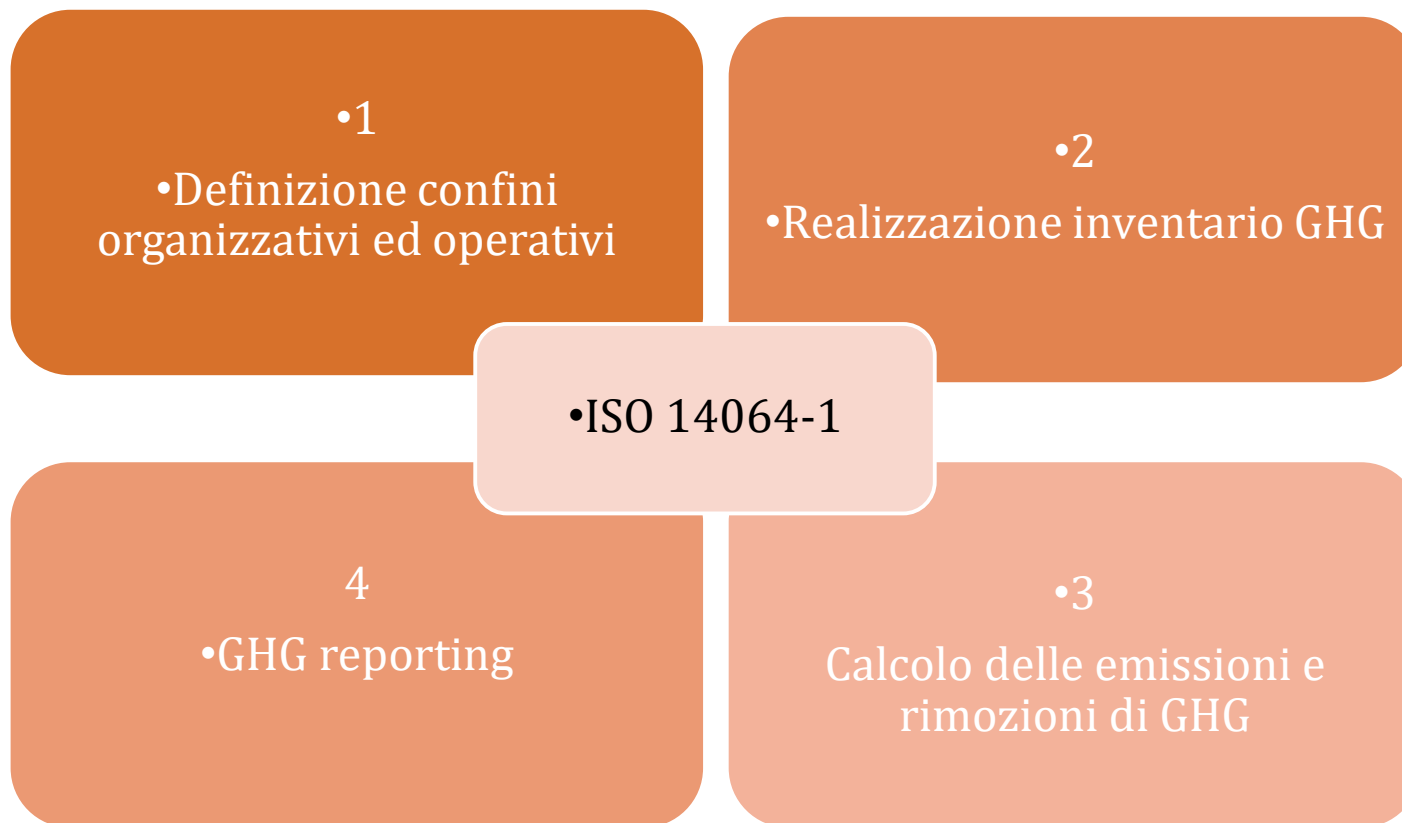 •1
•Definizione confini
organizzativi ed operativi
•2
•Realizzazione inventario GHG
•ISO 14064-1
4
•GHG reporting
•3
Calcolo delle emissioni e
rimozioni di GHG